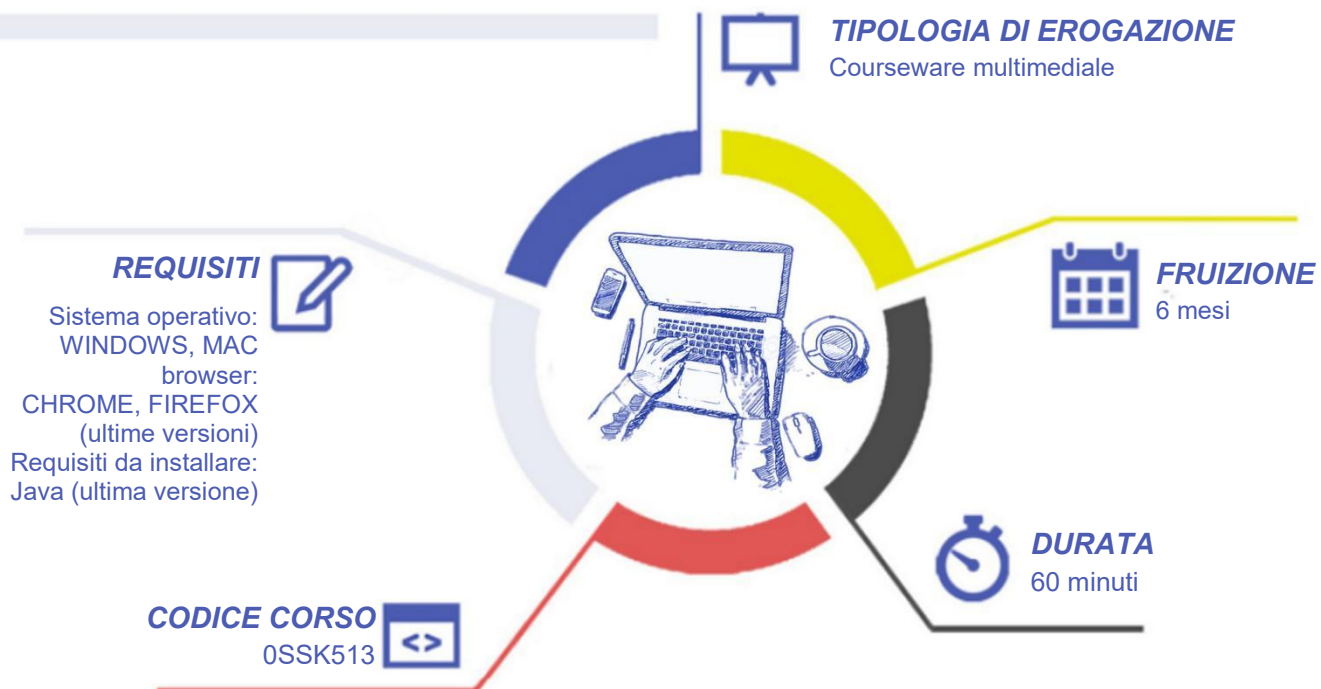 TIPOLOGIA DI EROGAZIONE
Courseware multimediale
REQUISITI
Sistema operativo:
WINDOWS, MAC
browser:
CHROME, FIREFOX
(ultime versioni)
Requisiti da installare:
Java (ultima versione)
FRUIZIONE
6 mesi
DURATA
60 minuti
CODICE CORSO
0SSK513
<>